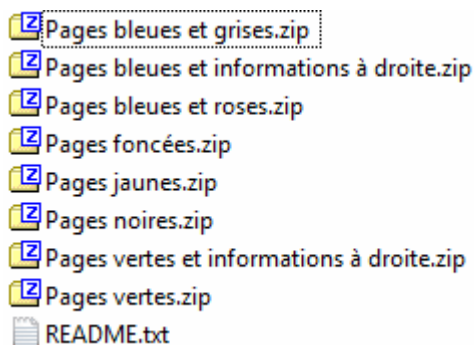 Pages bleues et grises.zip
Pages bleues et informations à droite.zip
Pages bleues et roses.zip
Pages foncées.zip
Pages jaunes.zip
Pages noires.zip
Pages vertes et informations à droite.zip
Pages vertes.zip
README.txt